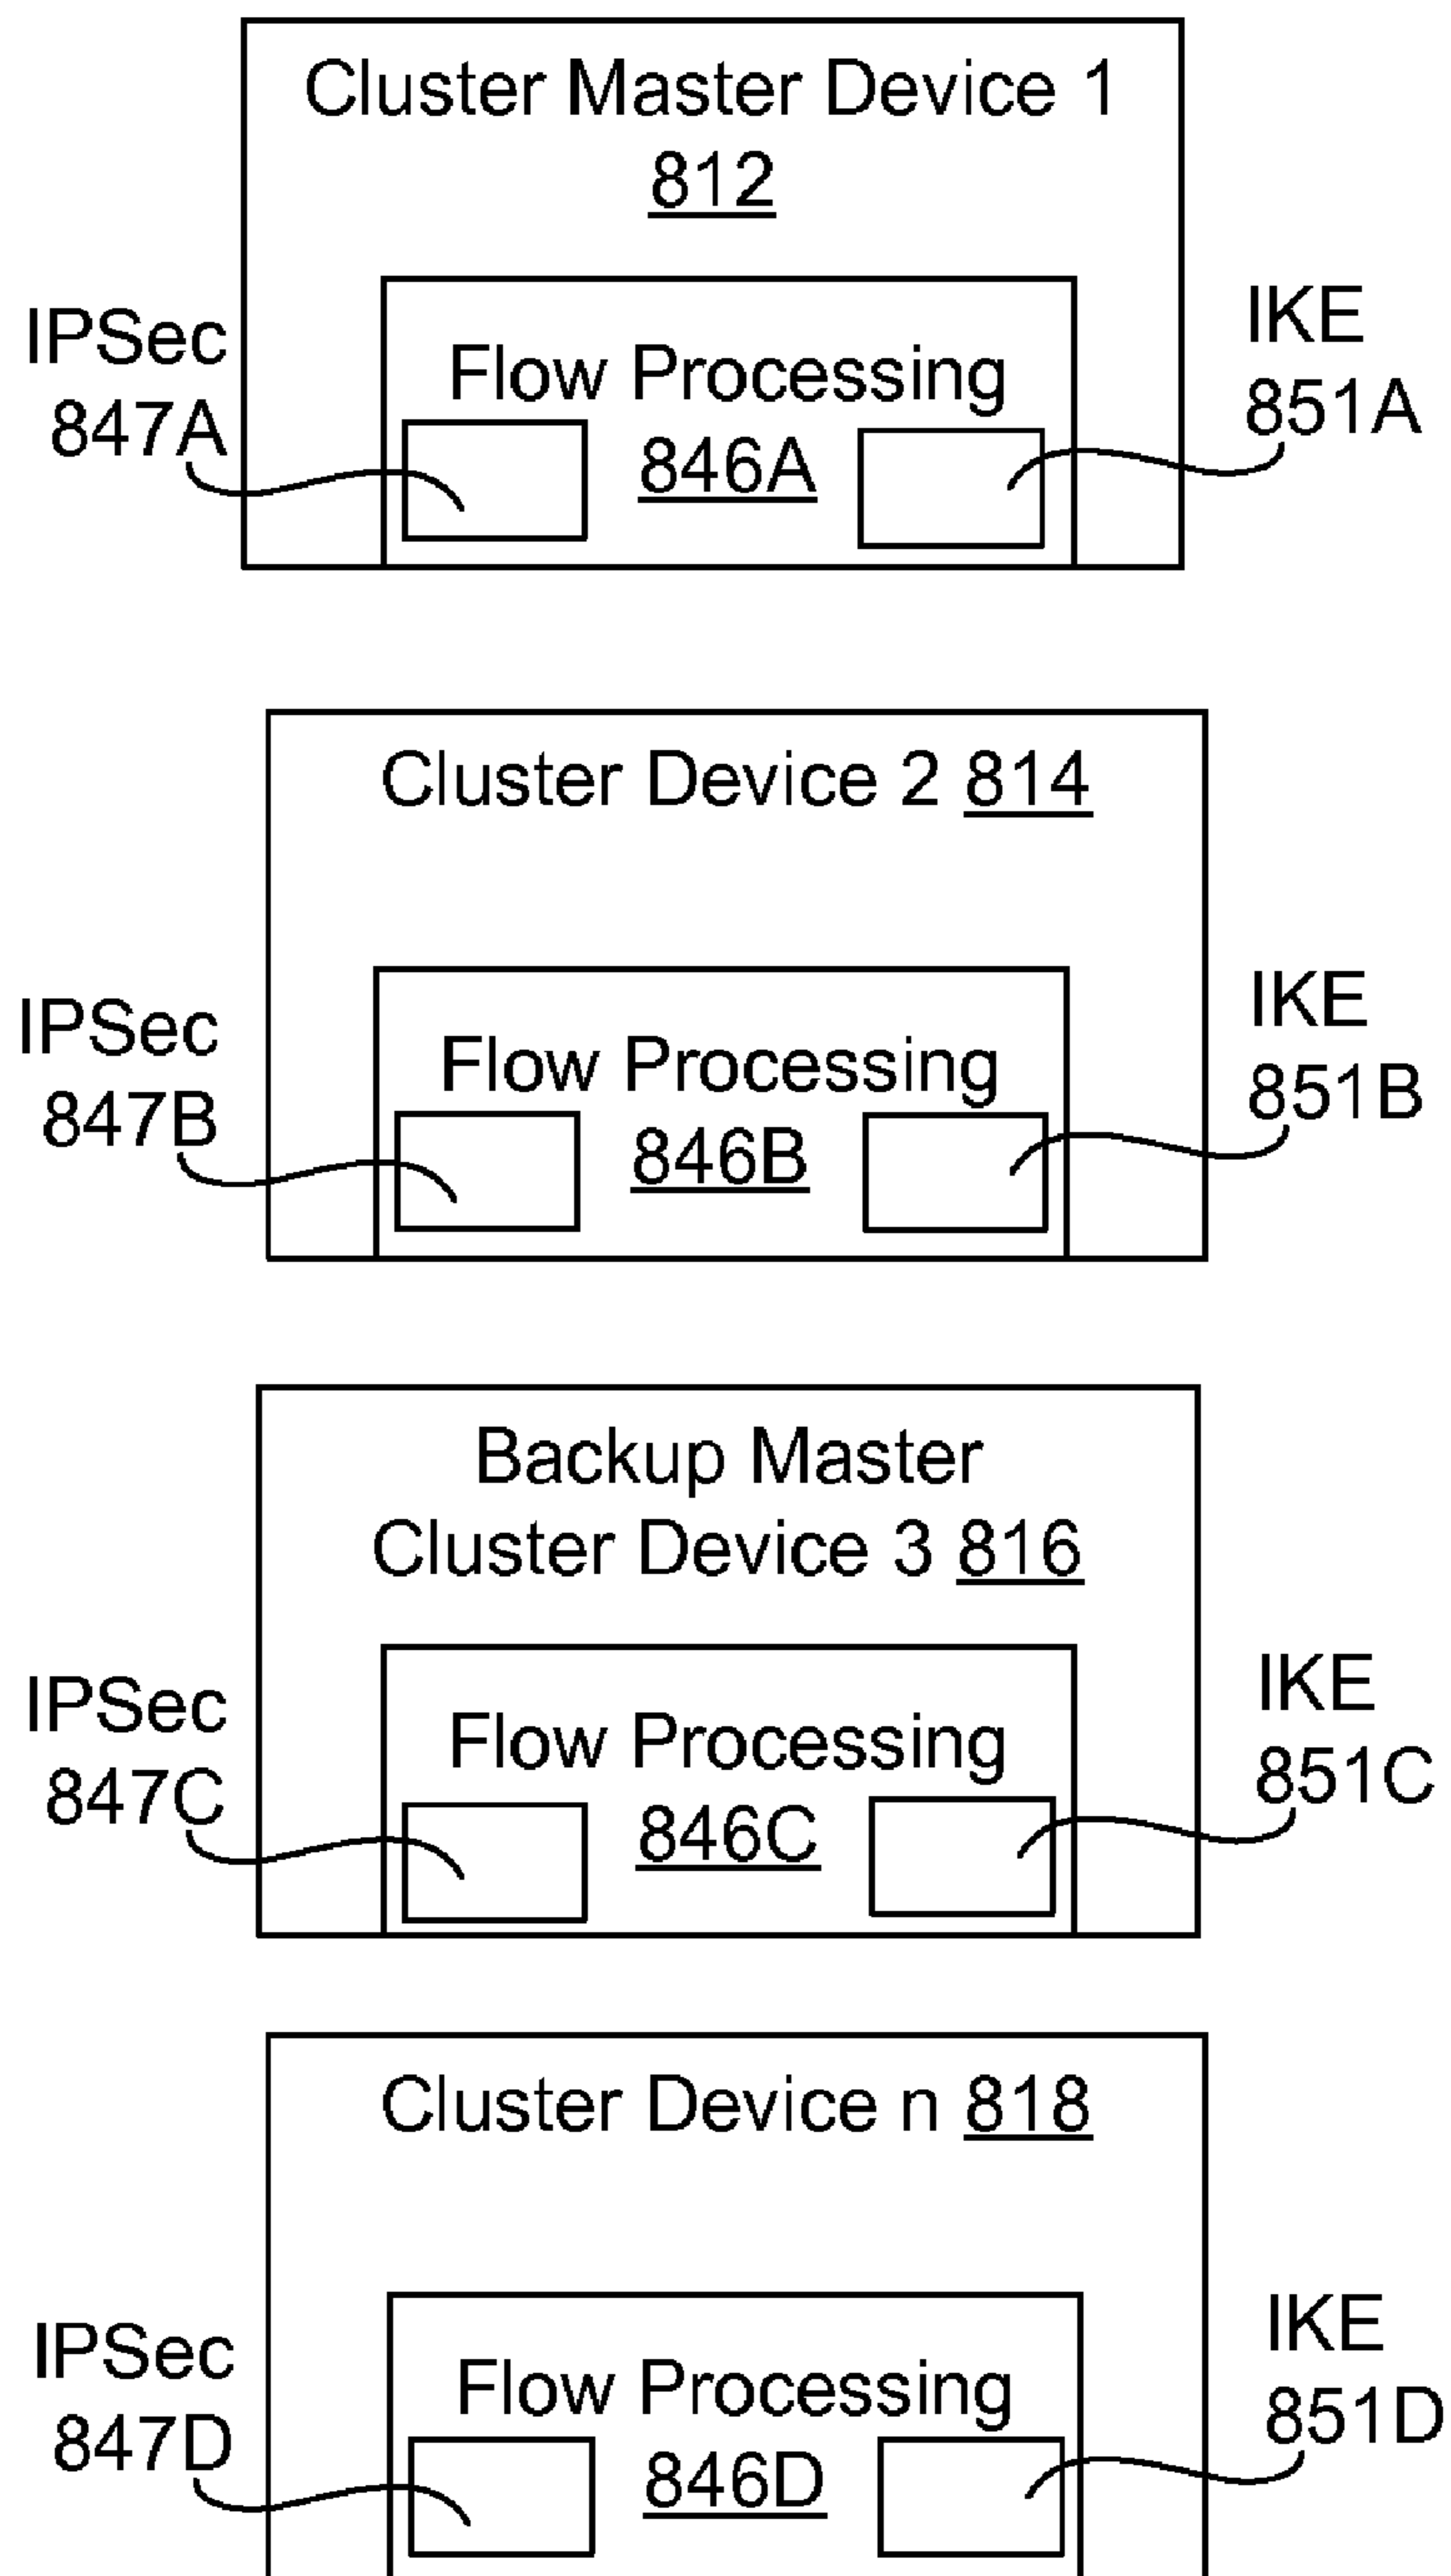 Cluster Master Device 1
812
IPSec
847A
Flow Processing
846A
IKE
851A
Cluster Device 2 814
IPSec
847B
Flow Processing
846B
IKE
851B
Backup Master
Cluster Device 3 816
IPSec
847C
Flow Processing
846C
IKE
851C
Cluster Device n 818
IPSec
847D
Flow Processing
846D
IKE
851D